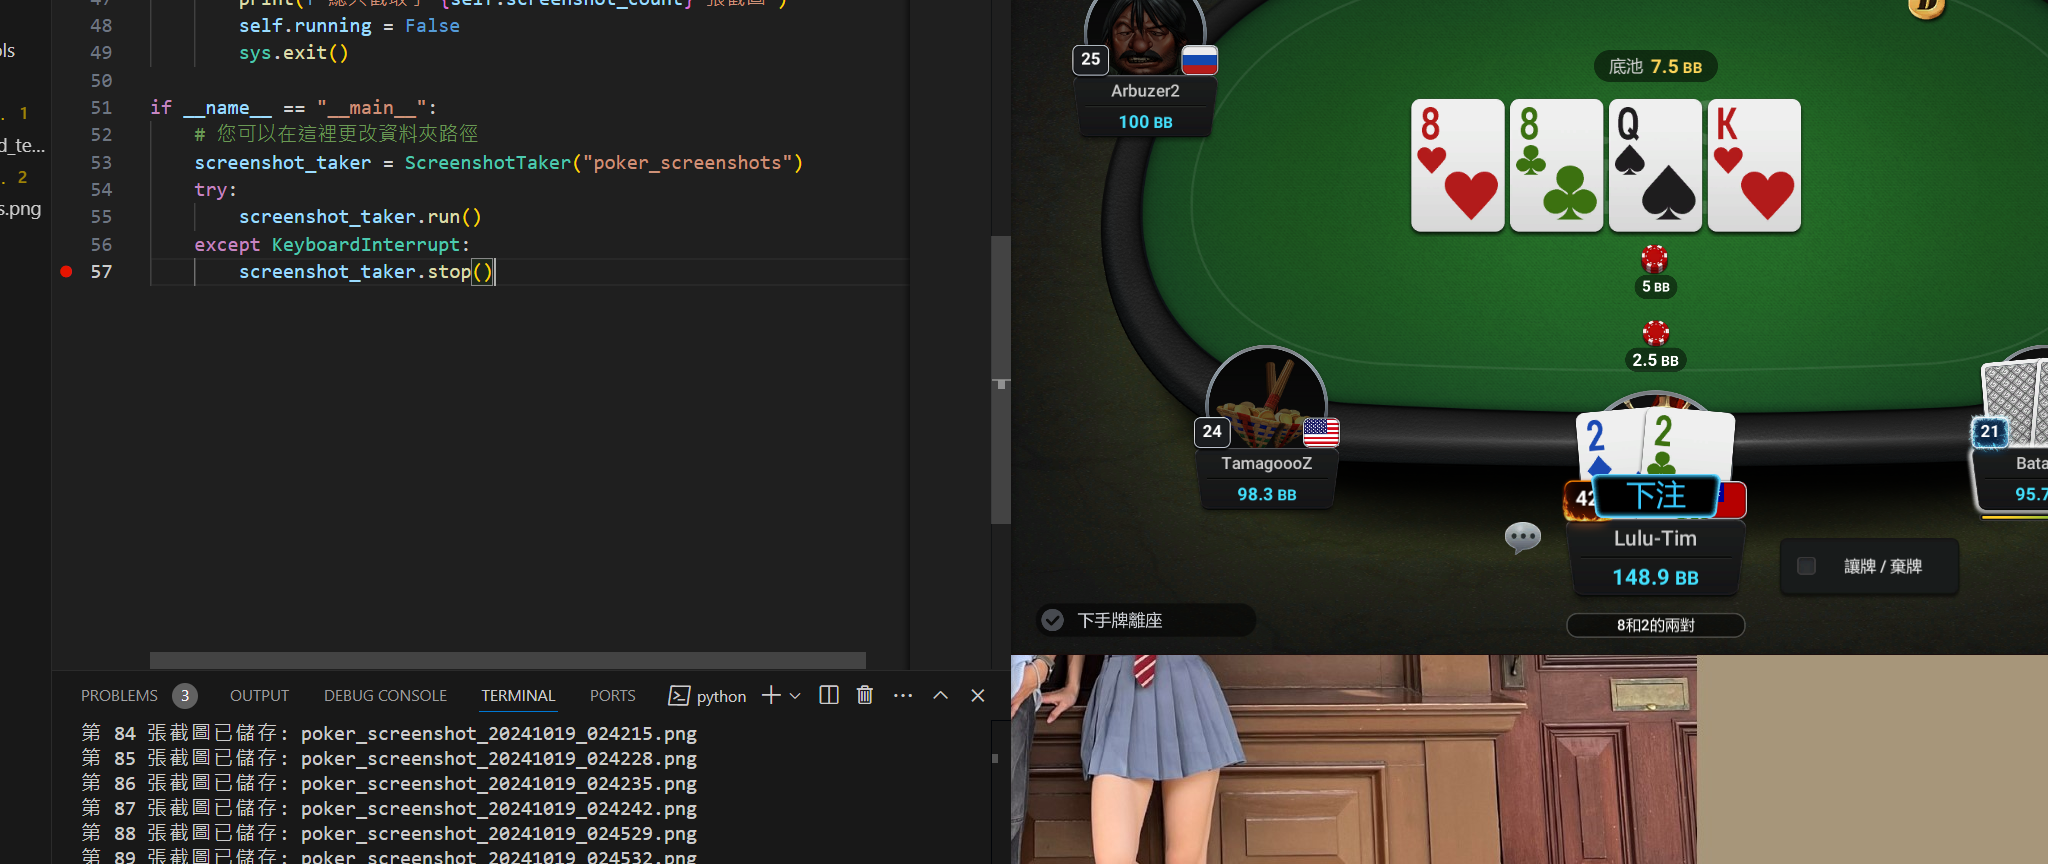 ols
. 1
d_te...
. 2
s.png
47 print(f"總共截取了 {self.screenshot_count} 張截圖")
48 self.running = False
49 sys.exit()
50
51 if __name__ == "__main__":
52 # 您可以在這裡更改資料夾路徑
53 screenshot_taker = ScreenshotTaker("poker_screenshots")
54 try:
55 screenshot_taker.run()
56 except KeyboardInterrupt:
57 screenshot_taker.stop()
PROBLEMS 3 OUTPUT DEBUG CONSOLE TERMINAL PORTS python
第 84 張截圖已儲存: poker_screenshot_20241019_024215.png
第 85 張截圖已儲存: poker_screenshot_20241019_024228.png
第 86 張截圖已儲存: poker_screenshot_20241019_024235.png
第 87 張截圖已儲存: poker_screenshot_20241019_024242.png
第 88 張截圖已儲存: poker_screenshot_20241019_024529.png
第 89 張截圖已儲存: poker_screenshot_20241019_024532.png
D
25
Arbuzer2
100 BB
底池 7.5 BB
8 8 Q K
5 BB
2.5 BB
24
TamagoooZ
98.3 BB
2 2
42
下注
Lulu-Tim
148.9 BB
8和2的兩對
21
Bata
95.7
讓牌 / 棄牌
下手牌離座